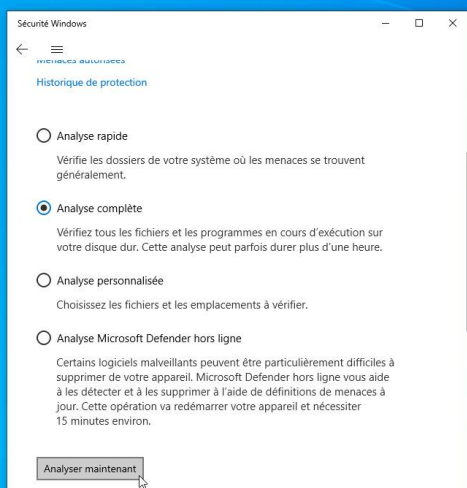 Sécurité Windows
Menaces autorisées
Historique de protection
Analyse rapide
Vérifie les dossiers de votre système où les menaces se trouvent
généralement.
Analyse complète
Vérifiez tous les fichiers et les programmes en cours d'exécution sur
votre disque dur. Cette analyse peut parfois durer plus d'une heure.
Analyse personnalisée
Choisissez les fichiers et les emplacements à vérifier.
Analyse Microsoft Defender hors ligne
Certains logiciels malveillants peuvent être particulièrement difficiles à
supprimer de votre appareil. Microsoft Defender hors ligne vous aide
à les détecter et à les supprimer à l'aide de définitions de menaces à
jour. Cette opération va redémarrer votre appareil et nécessiter
15 minutes environ.
Analyser maintenant